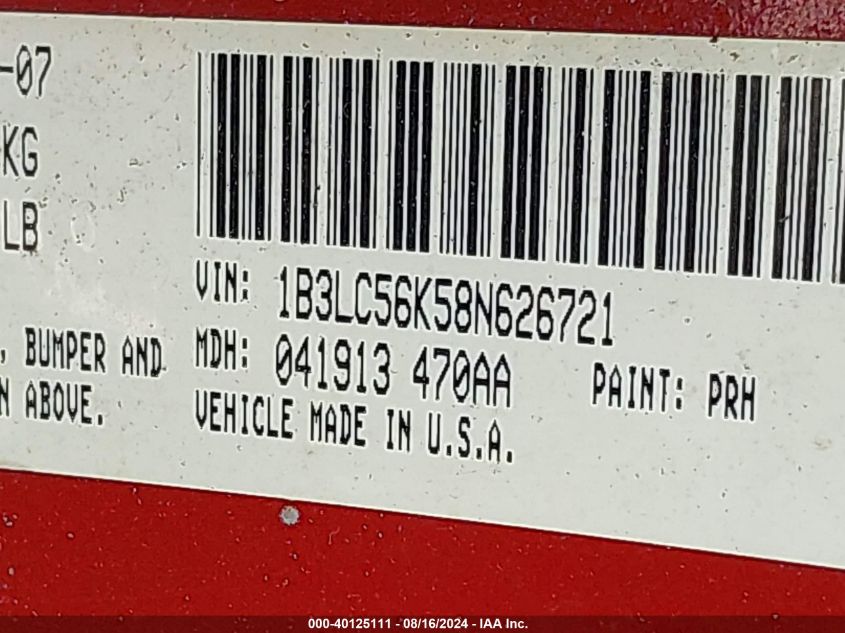 -07
KG
LB
VIN: 1B3LC56K58N626721
MDH: 041913 470AA PAINT: PRH
VEHICLE MADE IN U.S.A.
, BUMPER AND
N ABOVE.
000-40125111 - 08/16/2024 - IAA Inc.